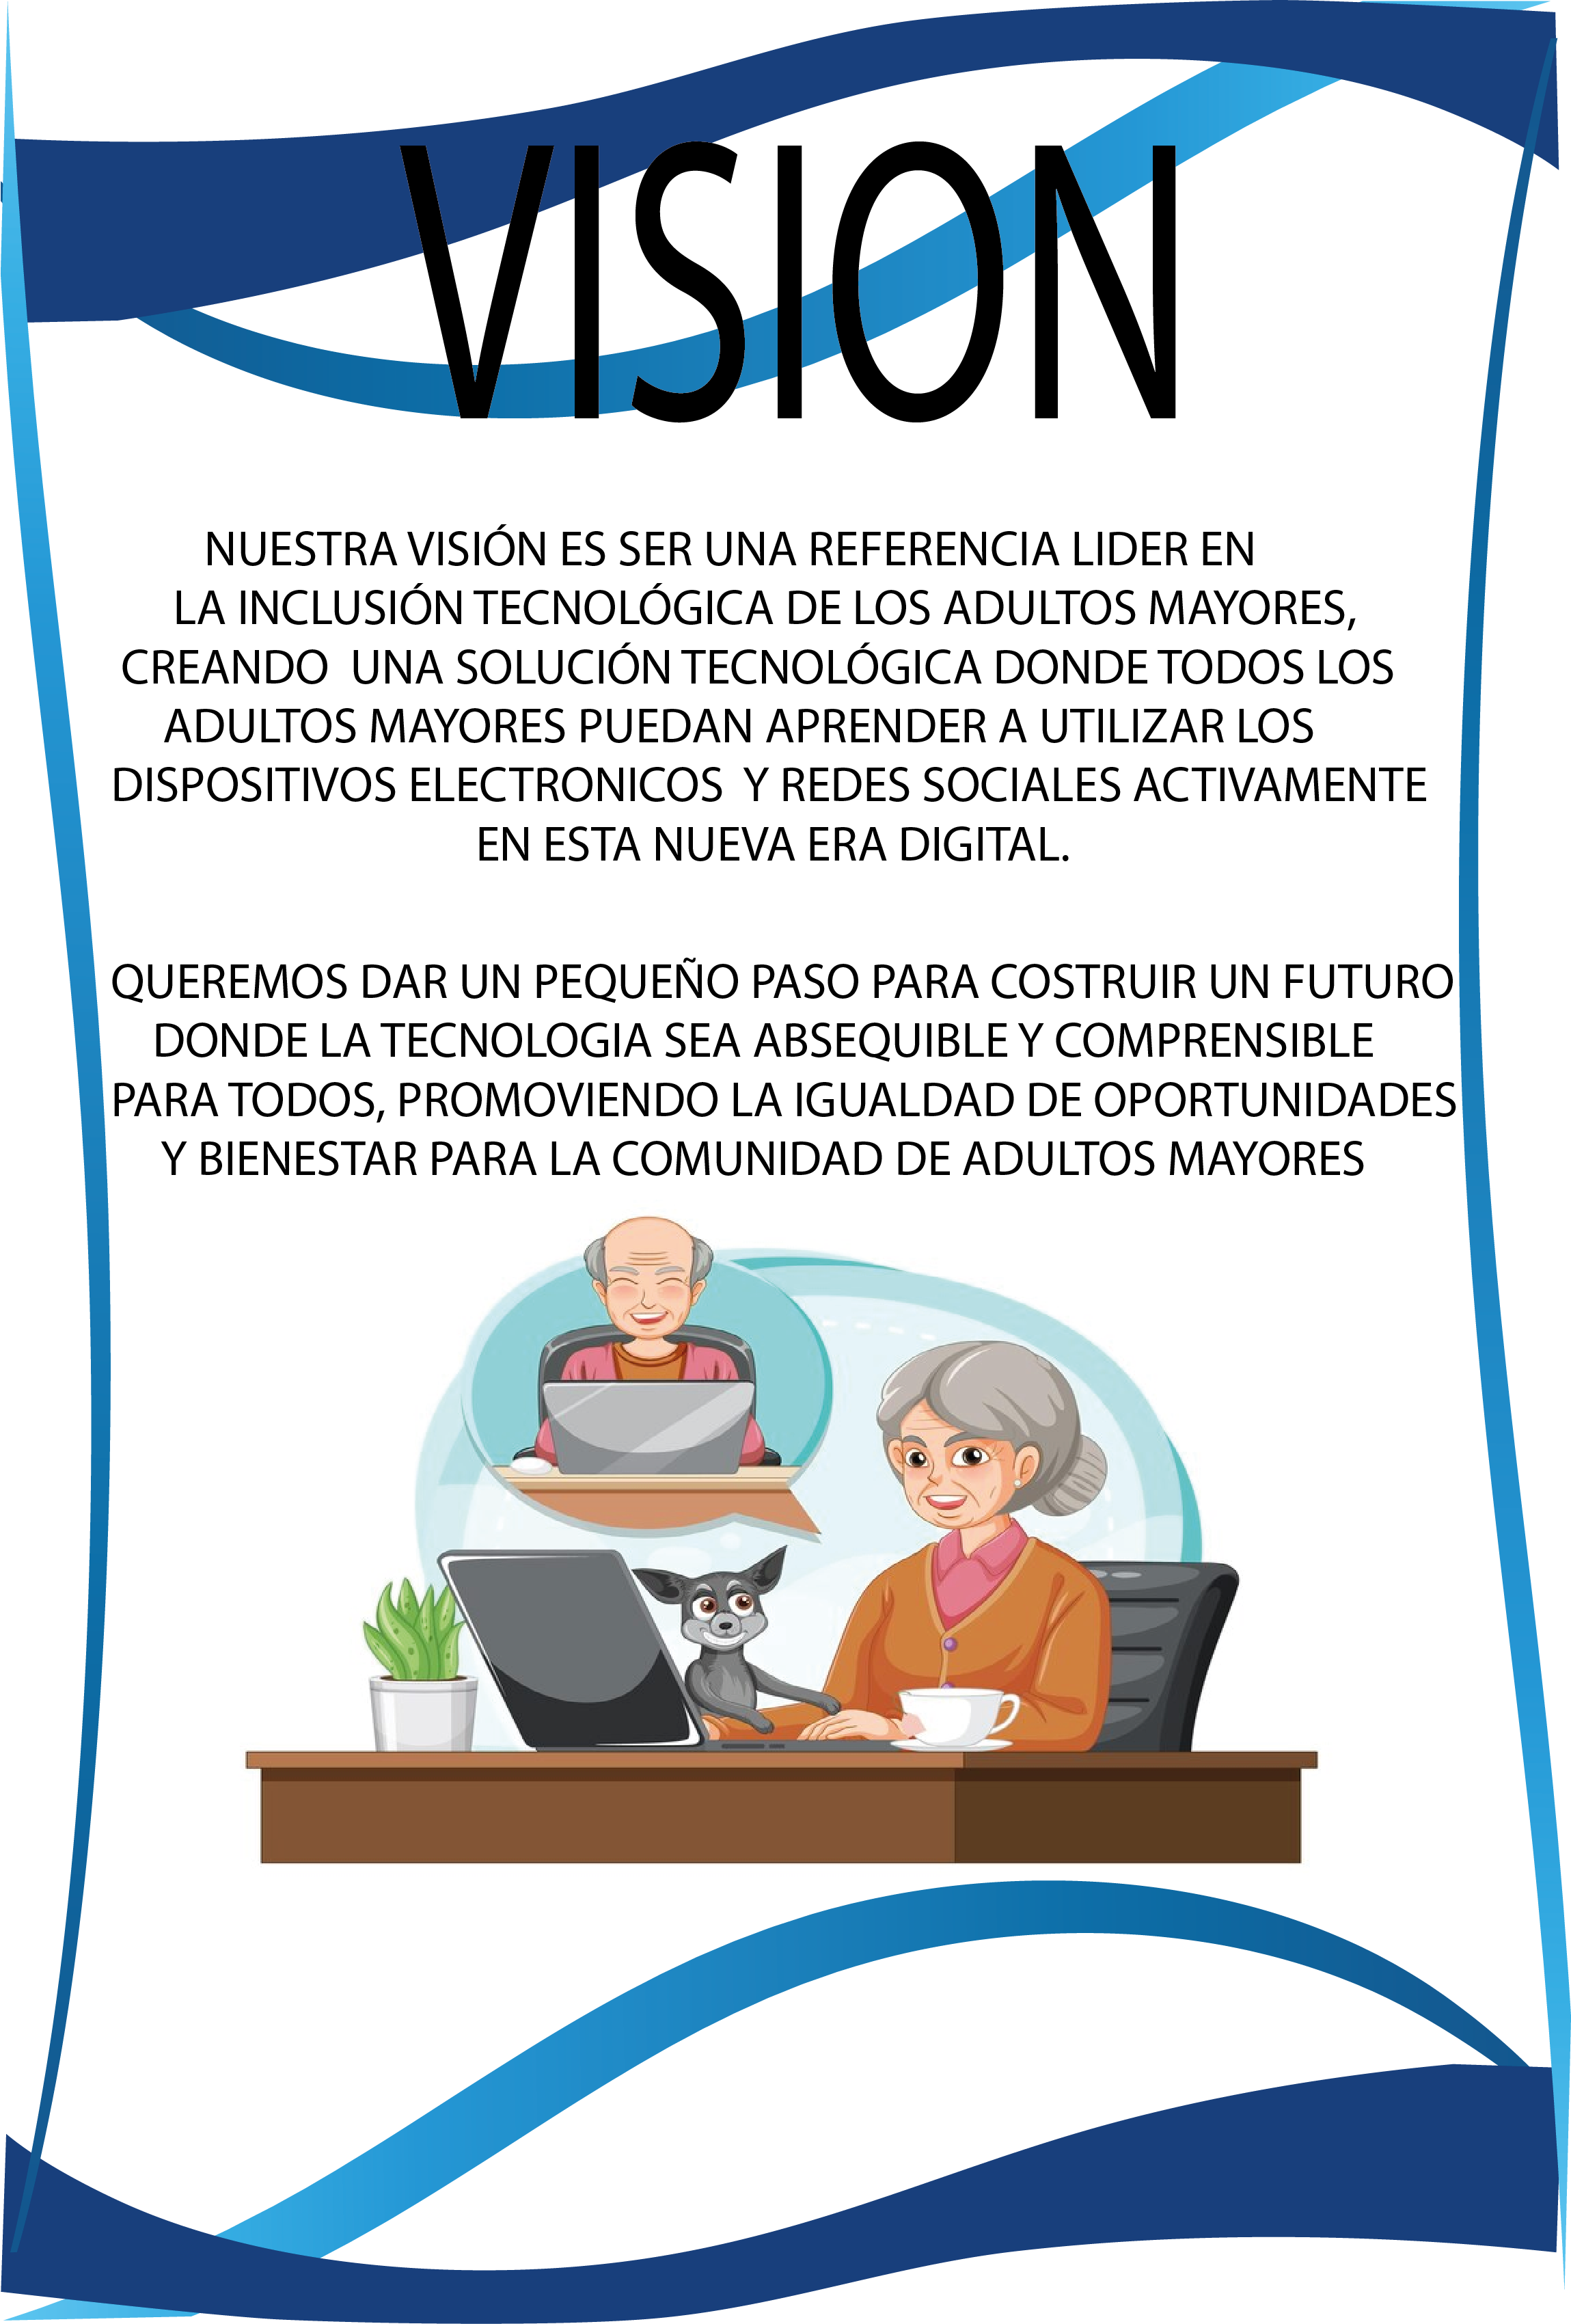 VISION
NUESTRA VISIÓN ES SER UNA REFERENCIA LIDER EN
LA INCLUSIÓN TECNOLÓGICA DE LOS ADULTOS MAYORES,
CREANDO  UNA SOLUCIÓN TECNOLÓGICA DONDE TODOS LOS
ADULTOS MAYORES PUEDAN APRENDER A UTILIZAR LOS
DISPOSITIVOS ELECTRONICOS  Y REDES SOCIALES ACTIVAMENTE
EN ESTA NUEVA ERA DIGITAL.
QUEREMOS DAR UN PEQUEÑO PASO PARA COSTRUIR UN FUTURO
DONDE LA TECNOLOGIA SEA ABSEQUIBLE Y COMPRENSIBLE
PARA TODOS, PROMOVIENDO LA IGUALDAD DE OPORTUNIDADES
Y BIENESTAR PARA LA COMUNIDAD DE ADULTOS MAYORES